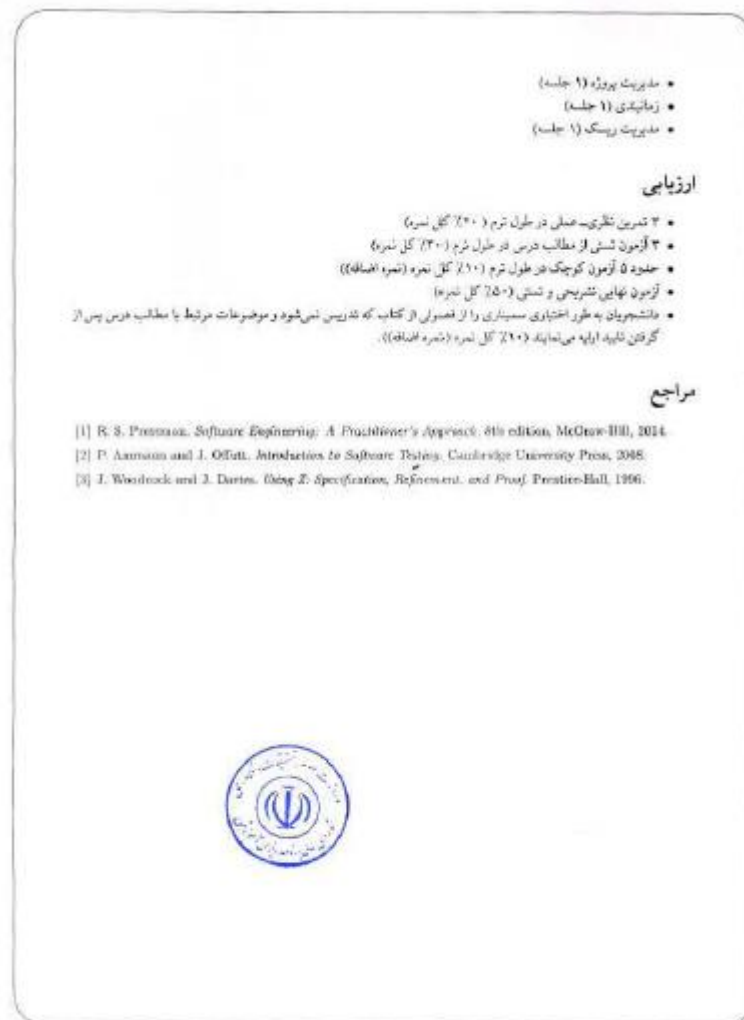 • مدیریت پروژه (۱ جلسه)
• زمانبندی (۱ جلسه)
• مدیریت ریسک (۱ جلسه)
ارزیابی
• ۳ تمرین نظری‌ـ عملی در طول ترم (۲۰٪ کل نمره)
• ۳ آزمون تستی از مطالب درس در طول ترم (۳۰٪ کل نمره)
• حدود ۵ آزمون کوچک در طول ترم (۱۰٪ کل نمره (نمره اضافه))
• آزمون نهایی تشریحی و تستی (۵۰٪ کل نمره)
• دانشجویان به طور اختیاری سمیناری را از فصولی از کتاب که تدریس نمی‌شود و موضوعات مرتبط با مطالب درس پس از
گرفتن تایید ارایه می‌نمایند (۱۰٪ کل نمره (نمره اضافه)).
مراجع
[1] R. S. Pressman. Software Engineering: A Practitioner's Approach. 8th edition, McGraw-Hill, 2014.
[2] P. Ammann and J. Offutt. Introduction to Software Testing. Cambridge University Press, 2008.
[3] J. Woodcock and J. Davies. Using Z: Specification, Refinement, and Proof. Prentice-Hall, 1996.